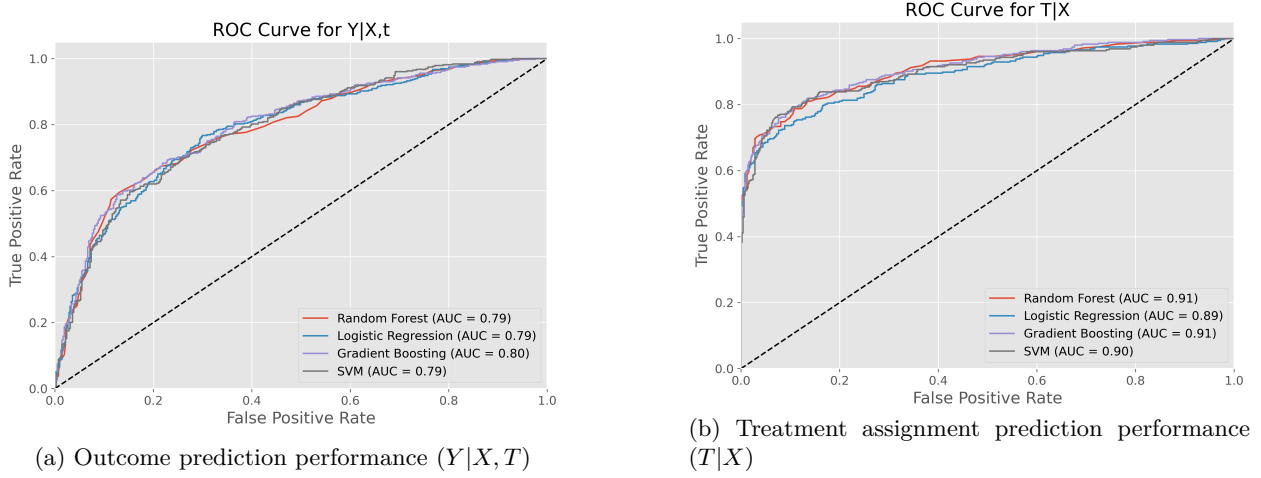 ROC Curve for Y|X,t
True Positive Rate
1.0
0.8
0.6
0.4
0.2
0.0
Random Forest (AUC = 0.79)
Logistic Regression (AUC = 0.79)
Gradient Boosting (AUC = 0.80)
SVM (AUC = 0.79)
0.0 0.2 0.4 0.6 0.8 1.0
False Positive Rate
(a) Outcome prediction performance (Y|X, T)
ROC Curve for T|X
True Positive Rate
1.0
0.8
0.6
0.4
0.2
0.0
Random Forest (AUC = 0.91)
Logistic Regression (AUC = 0.89)
Gradient Boosting (AUC = 0.91)
SVM (AUC = 0.90)
0.0 0.2 0.4 0.6 0.8 1.0
False Positive Rate
(b) Treatment assignment prediction performance
(T|X)